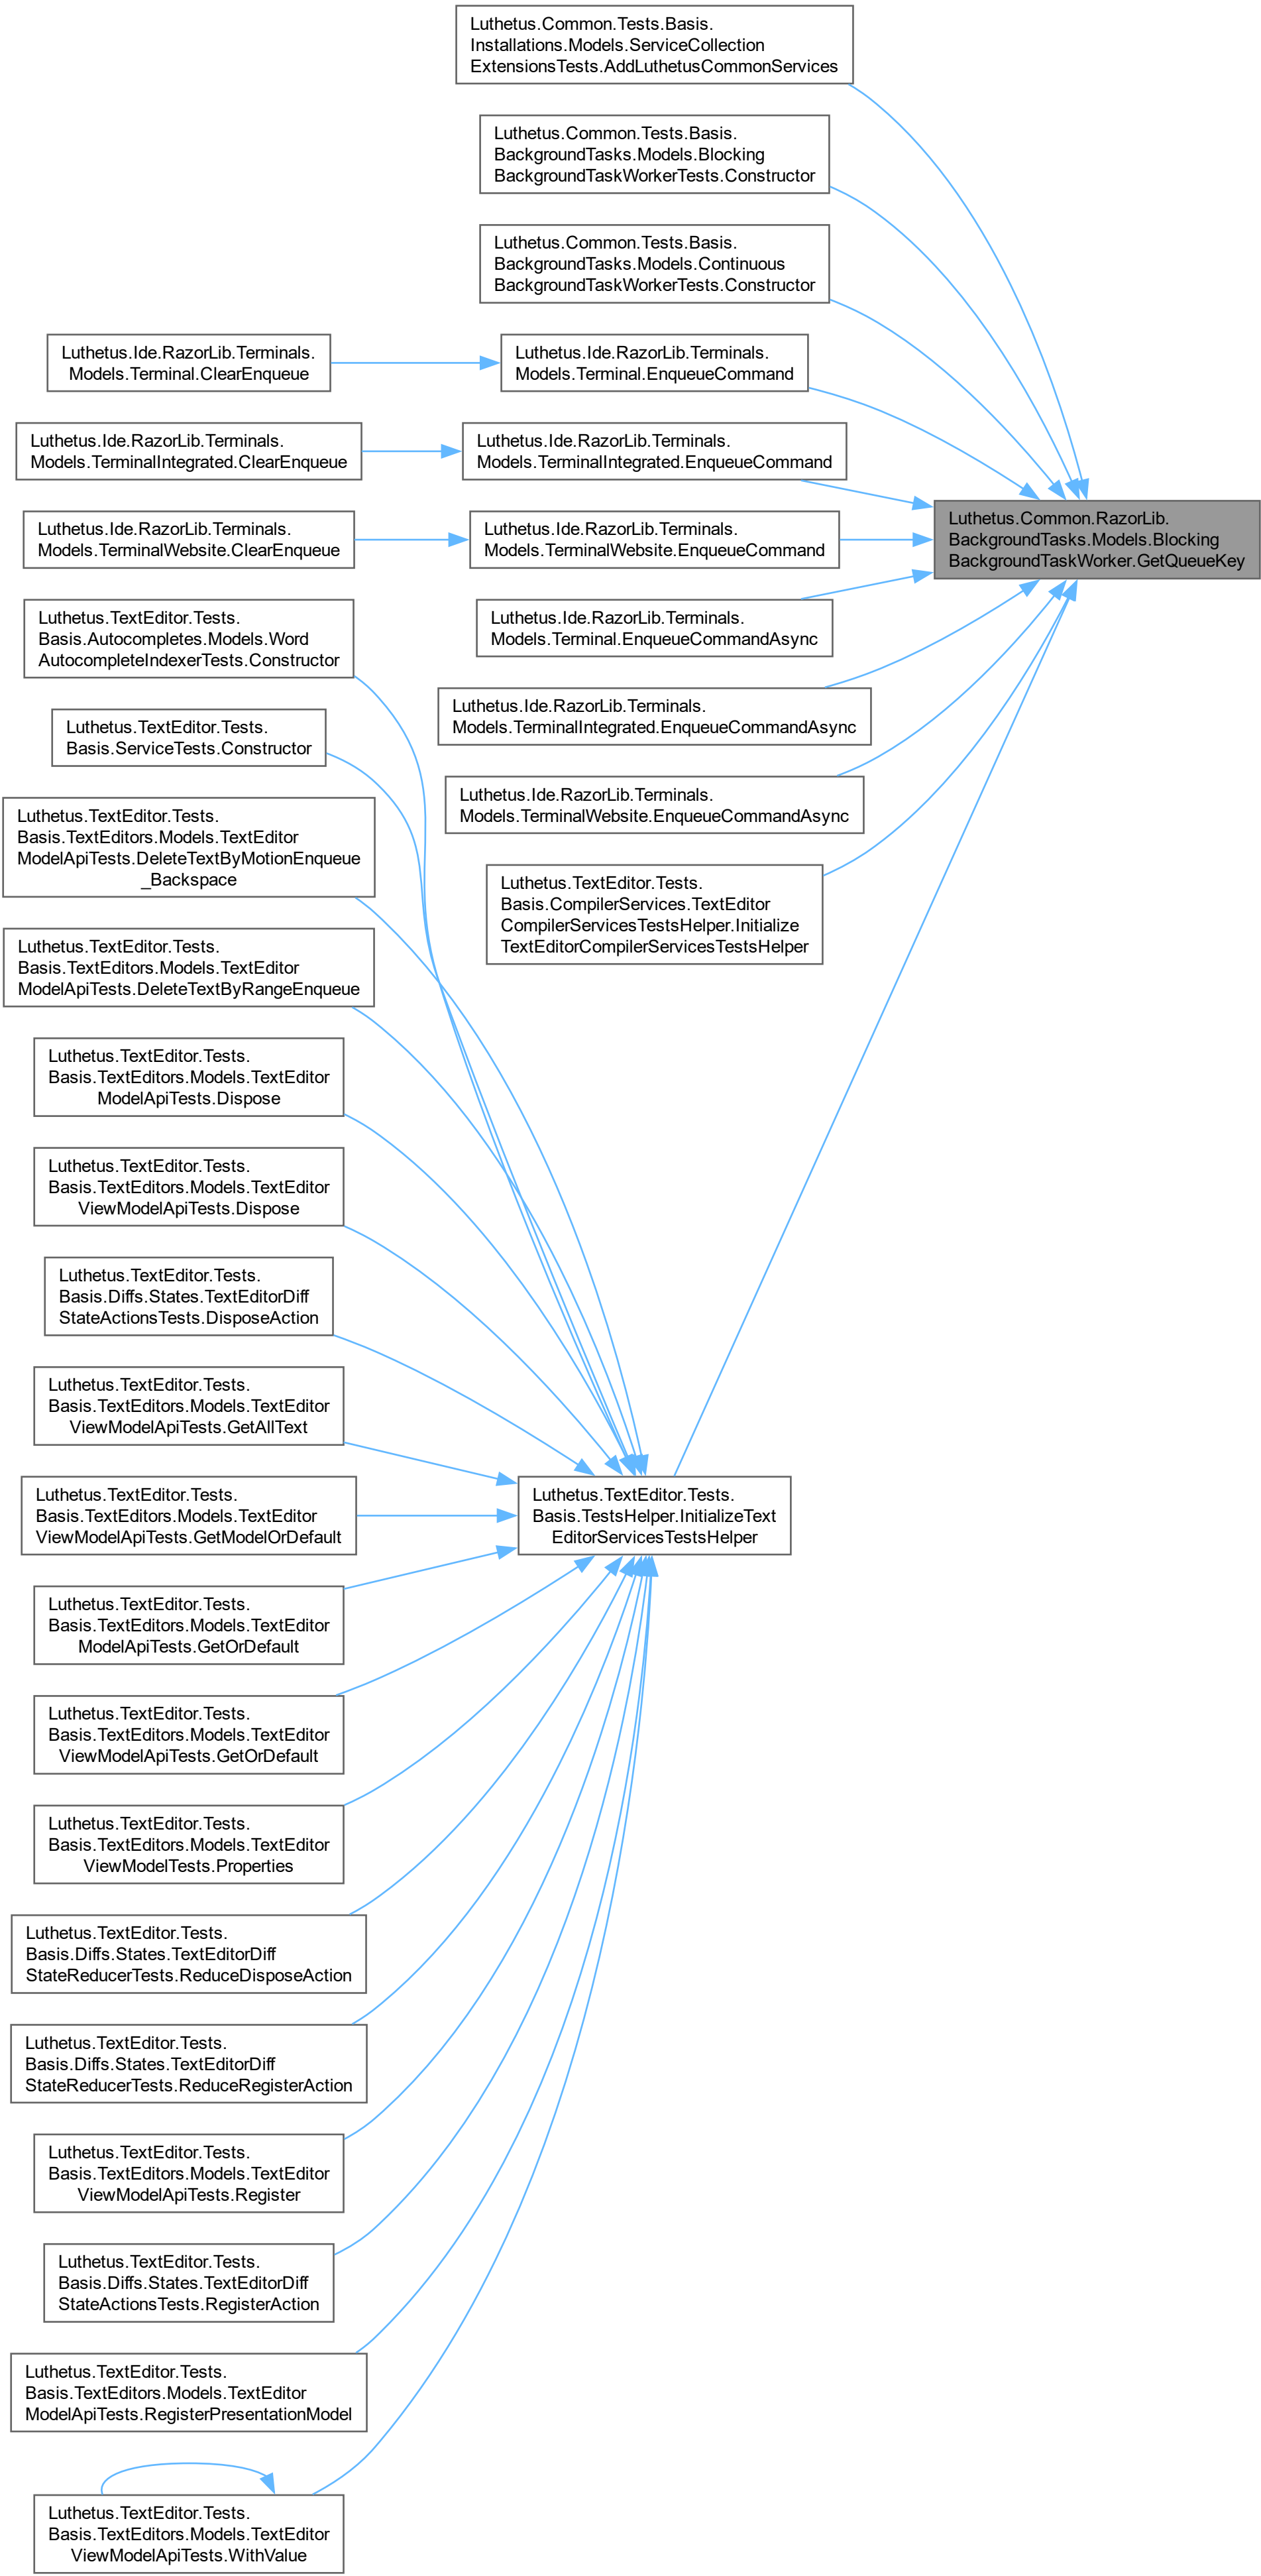 Luthetus.Common.Tests.Basis.
Installations.Models.ServiceCollection
ExtensionsTests.AddLuthetusCommonServices
Luthetus.Common.Tests.Basis.
BackgroundTasks.Models.Blocking
BackgroundTaskWorkerTests.Constructor
Luthetus.Common.Tests.Basis.
BackgroundTasks.Models.Continuous
BackgroundTaskWorkerTests.Constructor
Luthetus.Ide.RazorLib.Terminals.
Models.Terminal.ClearEnqueue
Luthetus.Ide.RazorLib.Terminals.
Models.Terminal.EnqueueCommand
Luthetus.Ide.RazorLib.Terminals.
Models.TerminalIntegrated.ClearEnqueue
Luthetus.Ide.RazorLib.Terminals.
Models.TerminalIntegrated.EnqueueCommand
Luthetus.Common.RazorLib.
BackgroundTasks.Models.Blocking
BackgroundTaskWorker.GetQueueKey
Luthetus.Ide.RazorLib.Terminals.
Models.TerminalWebsite.ClearEnqueue
Luthetus.Ide.RazorLib.Terminals.
Models.TerminalWebsite.EnqueueCommand
Luthetus.TextEditor.Tests.
Basis.Autocompletes.Models.Word
AutocompleteIndexerTests.Constructor
Luthetus.Ide.RazorLib.Terminals.
Models.Terminal.EnqueueCommandAsync
Luthetus.Ide.RazorLib.Terminals.
Models.TerminalIntegrated.EnqueueCommandAsync
Luthetus.TextEditor.Tests.
Basis.ServiceTests.Constructor
Luthetus.Ide.RazorLib.Terminals.
Models.TerminalWebsite.EnqueueCommandAsync
Luthetus.TextEditor.Tests.
Basis.TextEditors.Models.TextEditor
ModelApiTests.DeleteTextByMotionEnqueue
_Backspace
Luthetus.TextEditor.Tests.
Basis.CompilerServices.TextEditor
CompilerServicesTestsHelper.Initialize
TextEditorCompilerServicesTestsHelper
Luthetus.TextEditor.Tests.
Basis.TextEditors.Models.TextEditor
ModelApiTests.DeleteTextByRangeEnqueue
Luthetus.TextEditor.Tests.
Basis.TextEditors.Models.TextEditor
ModelApiTests.Dispose
Luthetus.TextEditor.Tests.
Basis.TextEditors.Models.TextEditor
ViewModelApiTests.Dispose
Luthetus.TextEditor.Tests.
Basis.Diffs.States.TextEditorDiff
StateActionsTests.DisposeAction
Luthetus.TextEditor.Tests.
Basis.TextEditors.Models.TextEditor
ViewModelApiTests.GetAllText
Luthetus.TextEditor.Tests.
Basis.TextEditors.Models.TextEditor
ViewModelApiTests.GetModelOrDefault
Luthetus.TextEditor.Tests.
Basis.TestsHelper.InitializeText
EditorServicesTestsHelper
Luthetus.TextEditor.Tests.
Basis.TextEditors.Models.TextEditor
ModelApiTests.GetOrDefault
Luthetus.TextEditor.Tests.
Basis.TextEditors.Models.TextEditor
ViewModelApiTests.GetOrDefault
Luthetus.TextEditor.Tests.
Basis.TextEditors.Models.TextEditor
ViewModelTests.Properties
Luthetus.TextEditor.Tests.
Basis.Diffs.States.TextEditorDiff
StateReducerTests.ReduceDisposeAction
Luthetus.TextEditor.Tests.
Basis.Diffs.States.TextEditorDiff
StateReducerTests.ReduceRegisterAction
Luthetus.TextEditor.Tests.
Basis.TextEditors.Models.TextEditor
ViewModelApiTests.Register
Luthetus.TextEditor.Tests.
Basis.Diffs.States.TextEditorDiff
StateActionsTests.RegisterAction
Luthetus.TextEditor.Tests.
Basis.TextEditors.Models.TextEditor
ModelApiTests.RegisterPresentationModel
Luthetus.TextEditor.Tests.
Basis.TextEditors.Models.TextEditor
ViewModelApiTests.WithValue